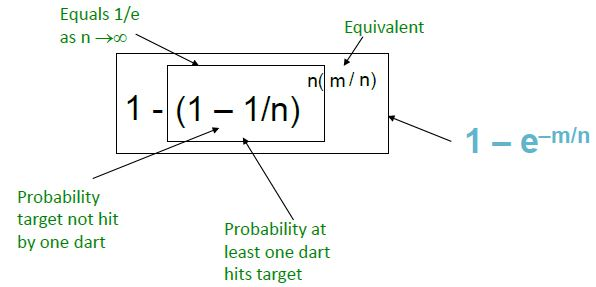 Equals 1/e
as n →∞
Equivalent
1 - (1 – 1/n) n( m / n)
1 – e–m/n
Probability
target not hit
by one dart
Probability at
least one dart
hits target